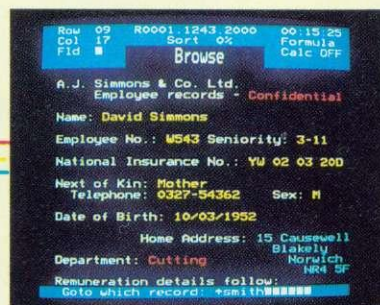 Row 09 R0001.1243.2000 00:15:25
Col 17 Sort 0% Formula
Fld Browse Calc OFF
A.J. Simmons & Co. Ltd.
Employee records - Confidential
Name: David Simmons
Employee No.: W543 Seniority: 3-11
National Insurance No.: YW 02 03 20D
Next of Kin: Mother
Telephone: 0327-54362 Sex: M
Date of Birth: 10/03/1952
Home Address: 15 Causewell
Blakely
Norwich
NR4 5F
Department: Cutting
Remuneration details follow:
Goto which record: ↑smith